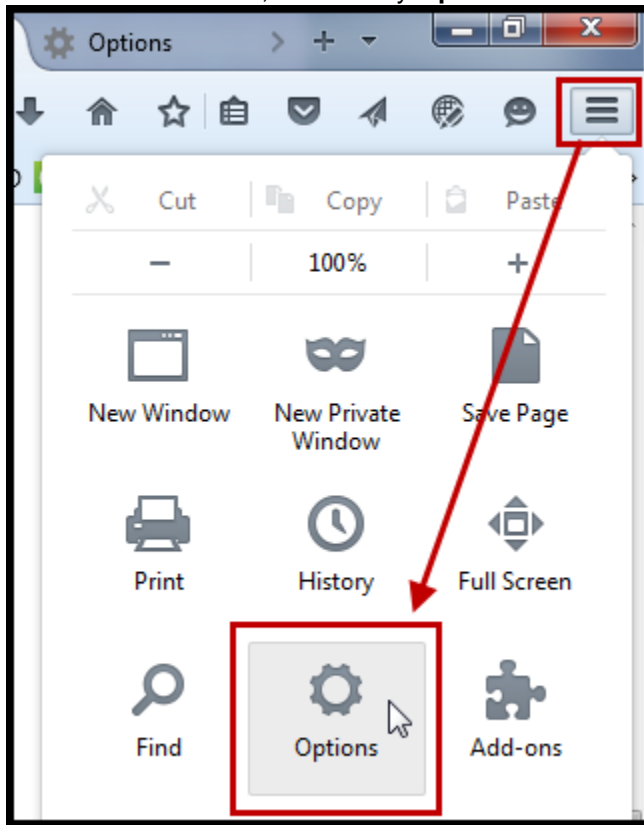 Options
Cut Copy Paste
100%
New Window New Private Window Save Page
Print History Full Screen
Find Options Add-ons